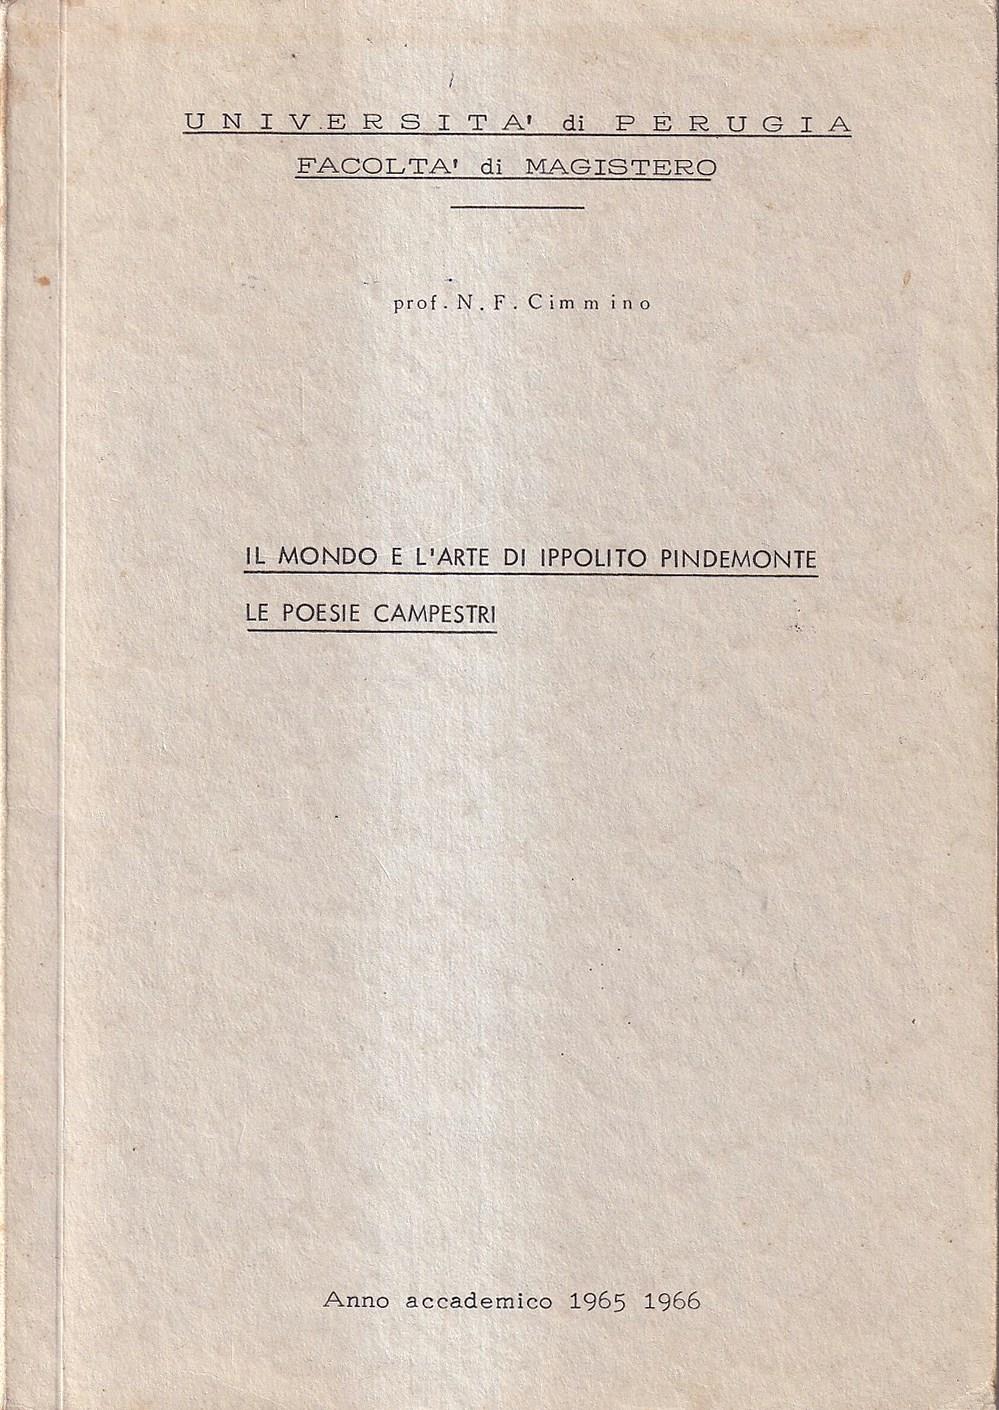 UNIVERSITA' di PERUGIA
FACOLTA' di MAGISTERO
prof. N. F. Cimmino
IL MONDO E L'ARTE DI IPPOLITO PINDEMONTE
LE POESIE CAMPESTRI
Anno accademico 1965 1966